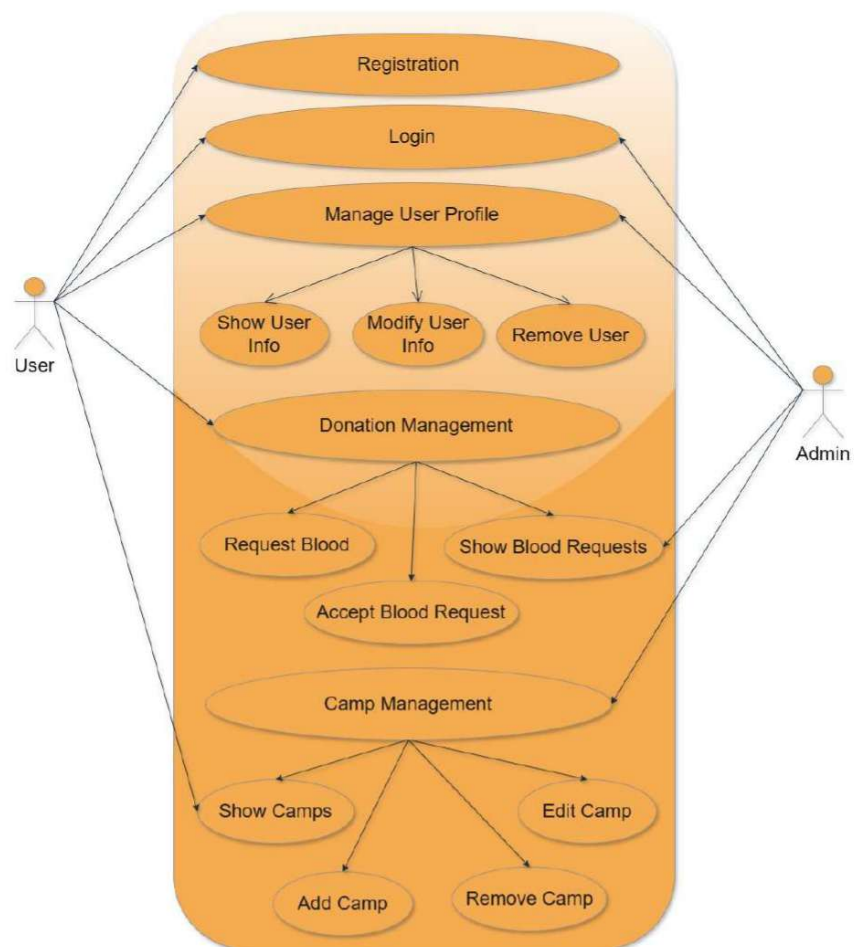 Registration
Login
Manage User Profile
Show User
Info
Modify User
Info
Remove User
User
Donation Management
Admin
Request Blood
Show Blood Requests
Accept Blood Request
Camp Management
Show Camps
Edit Camp
Add Camp
Remove Camp